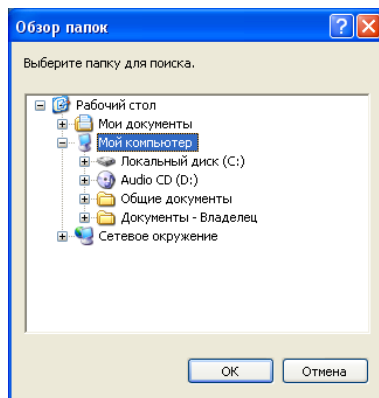 Обзор папок
Выберите папку для поиска.
Рабочий стол
Мои документы
Мой компьютер
Локальный диск (C:)
Audio CD (D:)
Общие документы
Документы - Владелец
Сетевое окружение
ОК
Отмена